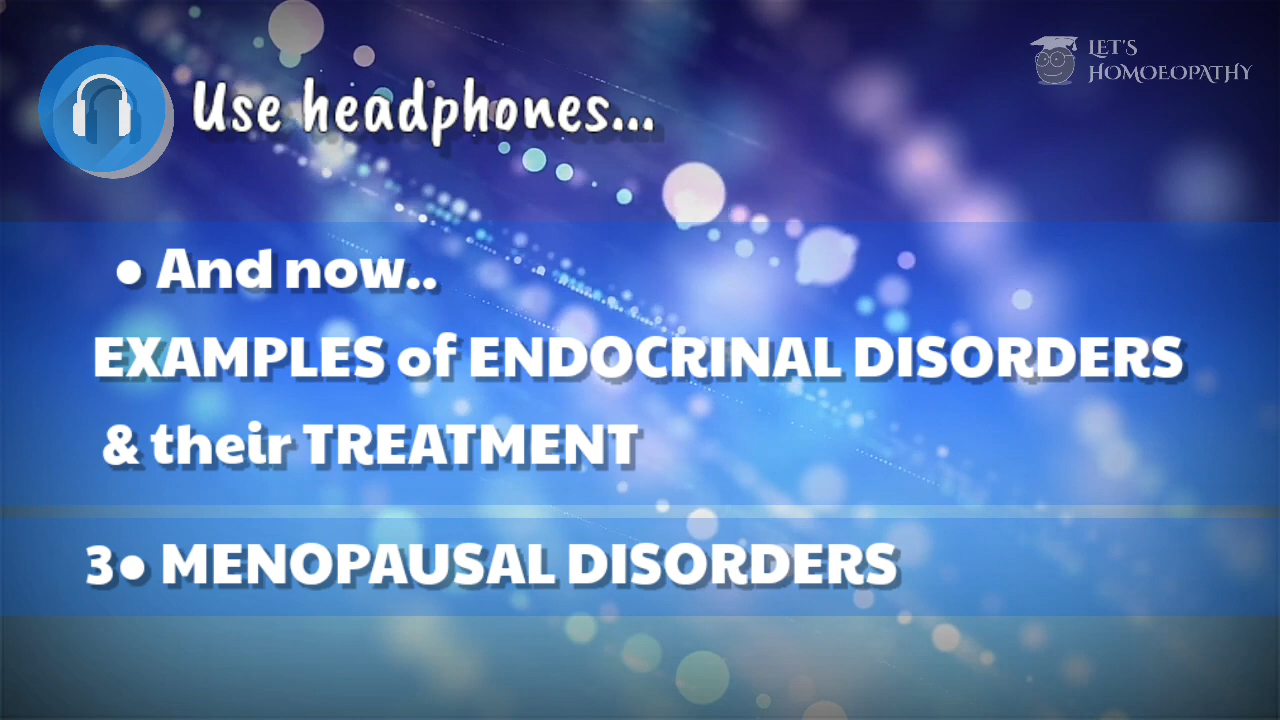 LET'S
HOMOEOPATHY
Use headphones...
● And now..
EXAMPLES of ENDOCRINAL DISORDERS
& their TREATMENT
3● MENOPAUSAL DISORDERS